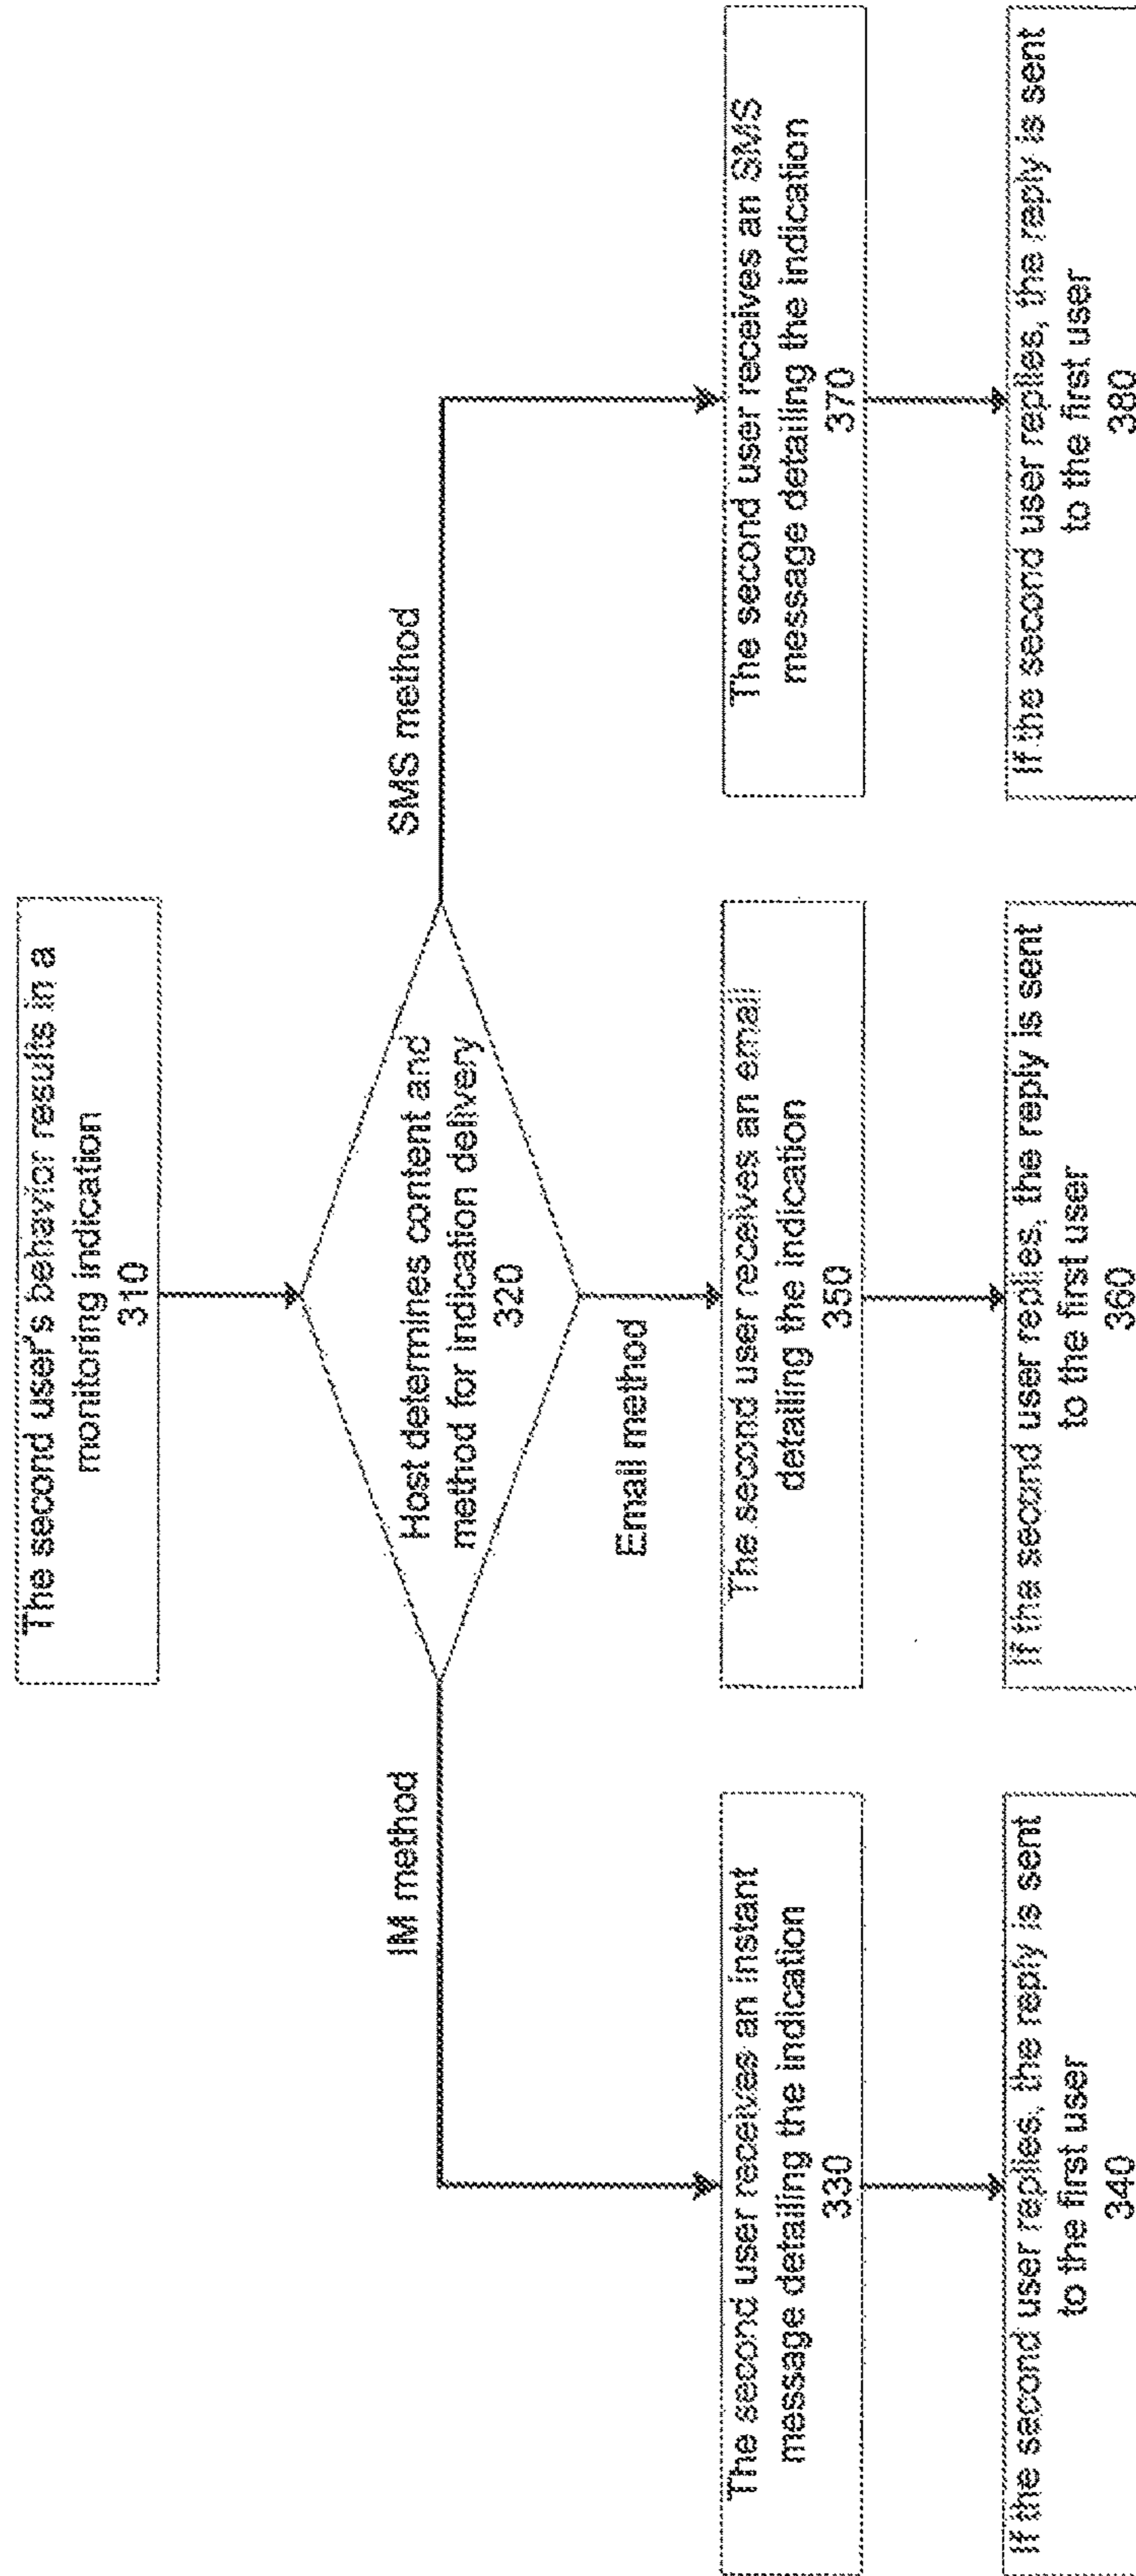 The second user's behavior results in a
monitoring indication
310
Host determines content and
method for indication delivery
320
IM method
Email method
SMS method
The second user receives an instant
message detailing the indication
330
The second user receives an email
detailing the indication
350
The second user receives an SMS
message detailing the indication
370
If the second user replies, the reply is sent
to the first user
340
If the second user replies, the reply is sent
to the first user
360
If the second user replies, the reply is sent
to the first user
380